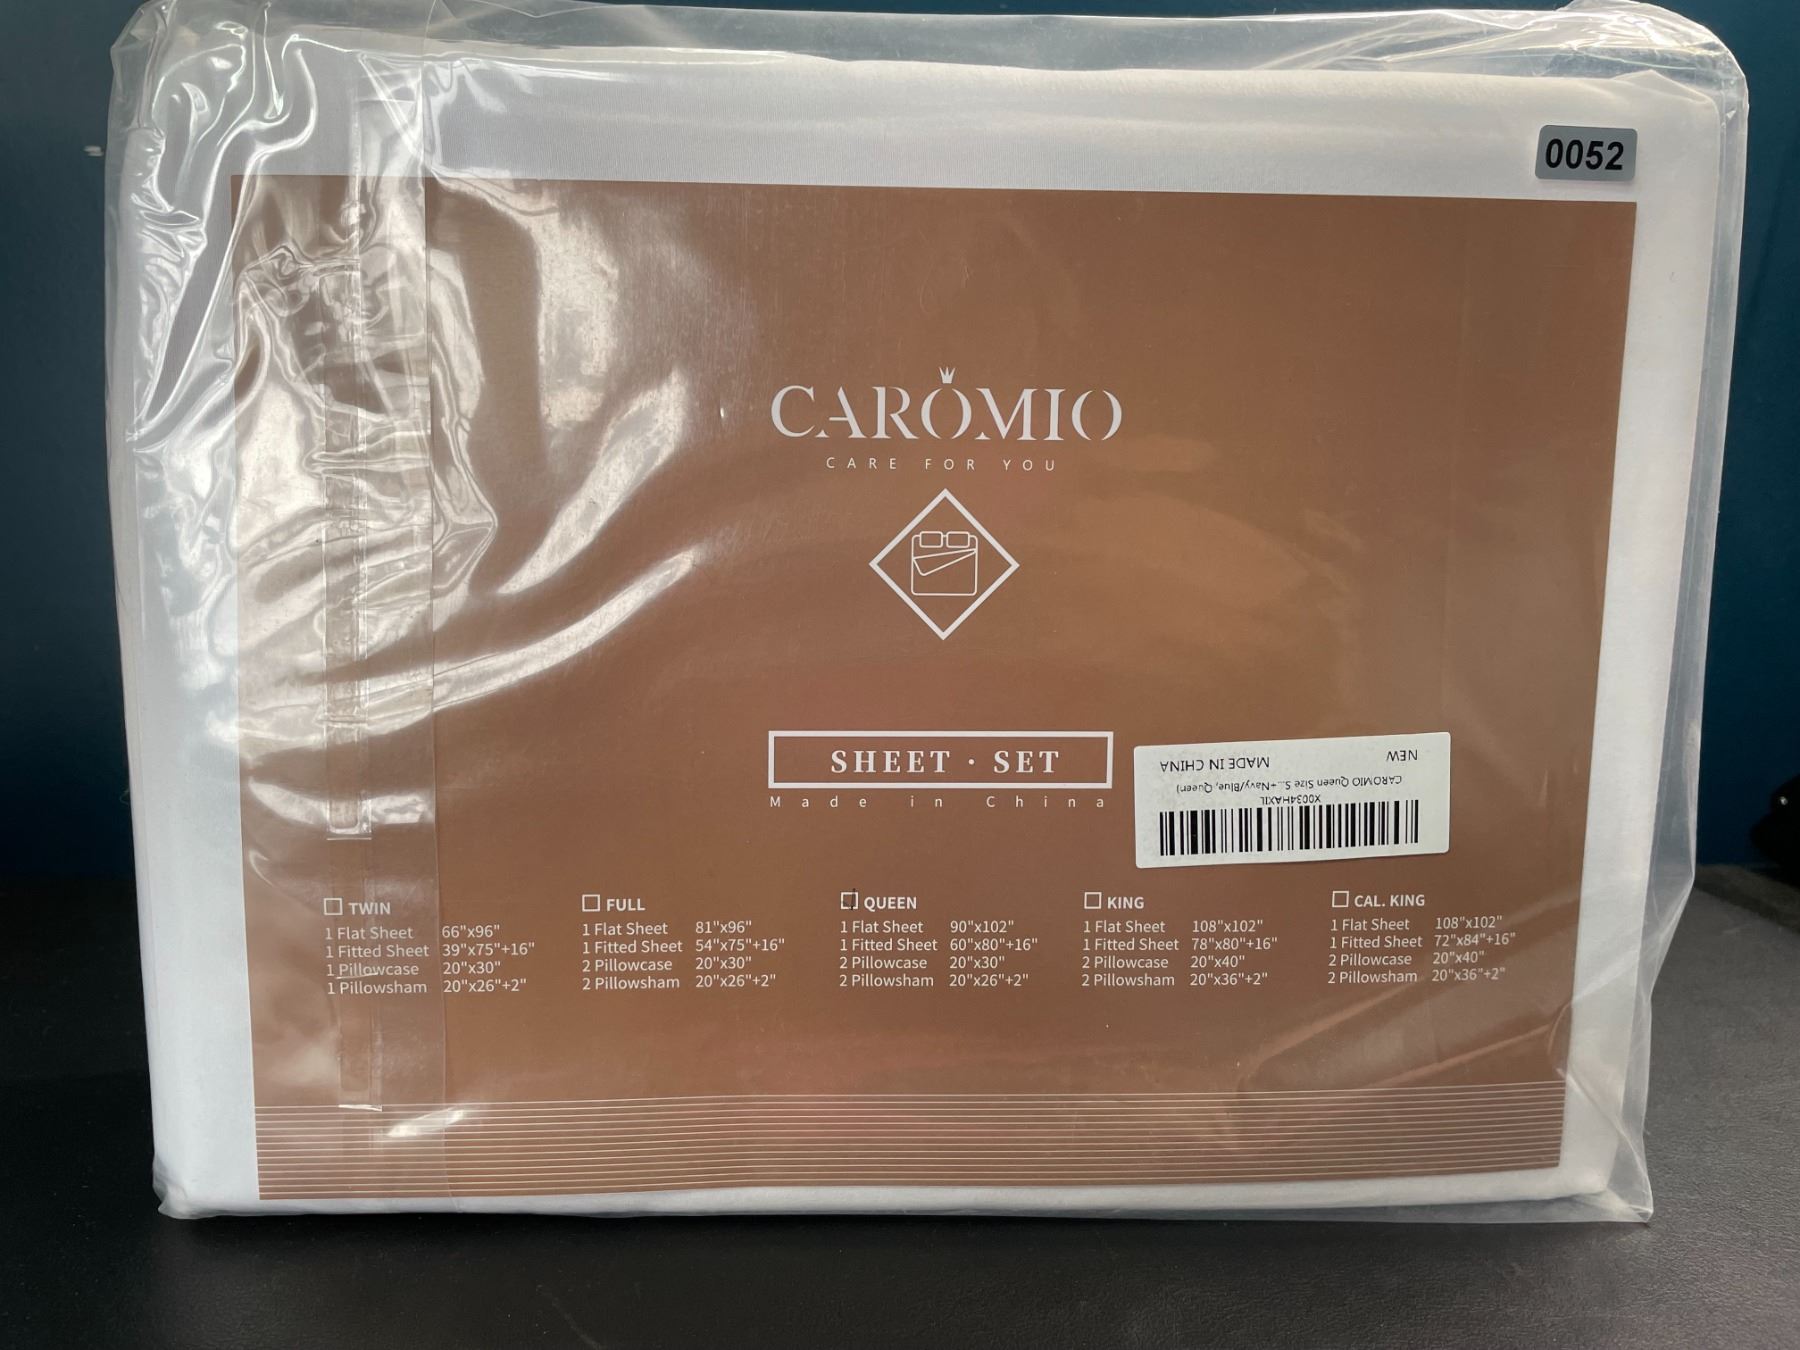 0052
CAROMIO
CARE FOR YOU
SHEET · SET
Made in China
NEW MADE IN CHINA
CAROMIO Queen Size S...-Navy/Blue, Queen)
X0034HAX1L
TWIN
1 Flat Sheet 66"x96"
1 Fitted Sheet 39"x75"+16"
1 Pillowcase 20"x30"
1 Pillowsham 20"x26"+2"
FULL
1 Flat Sheet 81"x96"
1 Fitted Sheet 54"x75"+16"
2 Pillowcase 20"x30"
2 Pillowsham 20"x26"+2"
QUEEN
1 Flat Sheet 90"x102"
1 Fitted Sheet 60"x80"+16"
2 Pillowcase 20"x30"
2 Pillowsham 20"x26"+2"
KING
1 Flat Sheet 108"x102"
1 Fitted Sheet 78"x80"+16"
2 Pillowcase 20"x40"
2 Pillowsham 20"x36"+2"
CAL. KING
1 Flat Sheet 108"x102"
1 Fitted Sheet 72"x84"+16"
2 Pillowcase 20"x40"
2 Pillowsham 20"x36"+2"